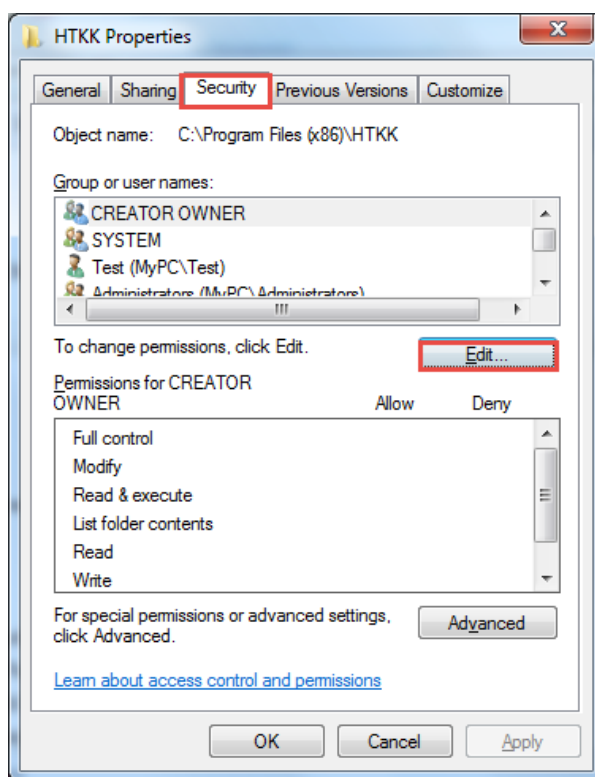 HTKK Properties
General Sharing Security Previous Versions Customize
Object name: C:\Program Files (x86)\HTKK
Group or user names:
CREATOR OWNER
SYSTEM
Test (MyPC\Test)
Administrators (MyPC\Administrators)
To change permissions, click Edit.
Edit...
Permissions for CREATOR
OWNER Allow Deny
Full control
Modify
Read & execute
List folder contents
Read
Write
For special permissions or advanced settings,
click Advanced.
Advanced
Learn about access control and permissions
OK Cancel Apply